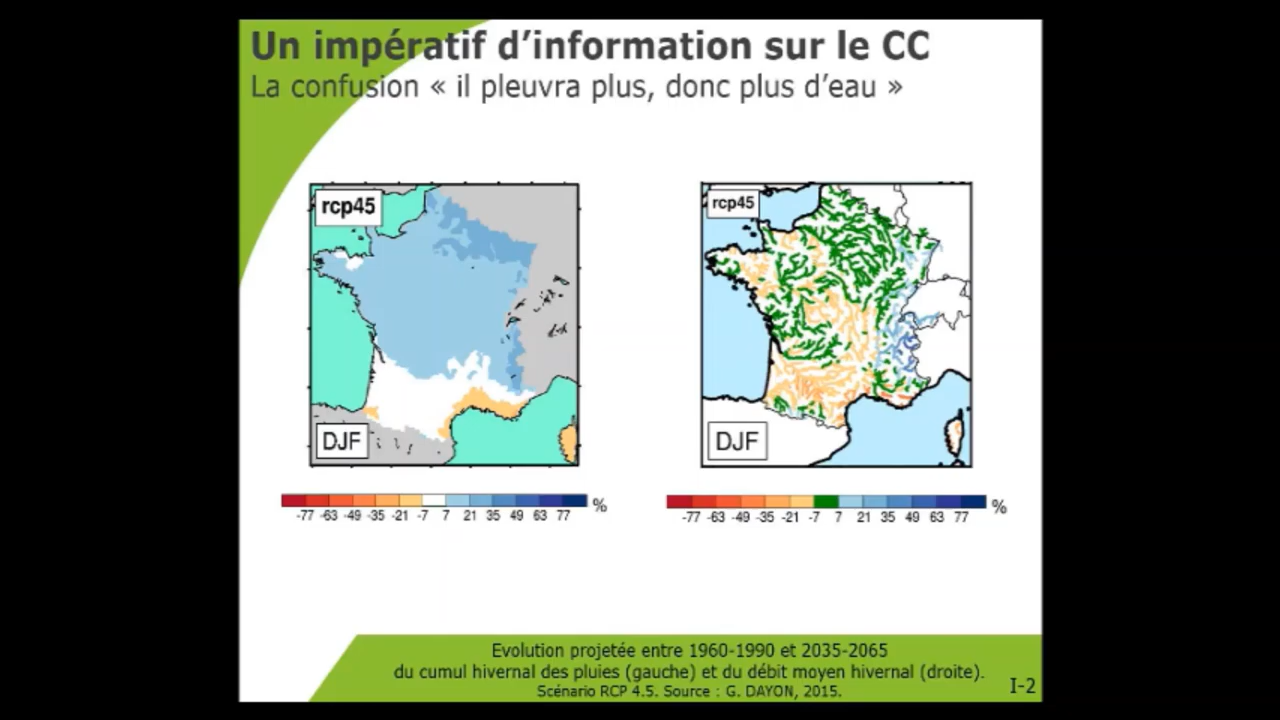 Un impératif d'information sur le CC
La confusion « il pleuvra plus, donc plus d'eau »
rcp45
DJF
-77 -63 -49 -35 -21 -7 7 21 35 49 63 77 %
rcp45
DJF
-77 -63 -49 -35 -21 -7 7 21 35 49 63 77 %
Evolution projetée entre 1960-1990 et 2035-2065
du cumul hivernal des pluies (gauche) et du débit moyen hivernal (droite).
Scénario RCP 4.5. Source : G. DAYON, 2015.
I-2